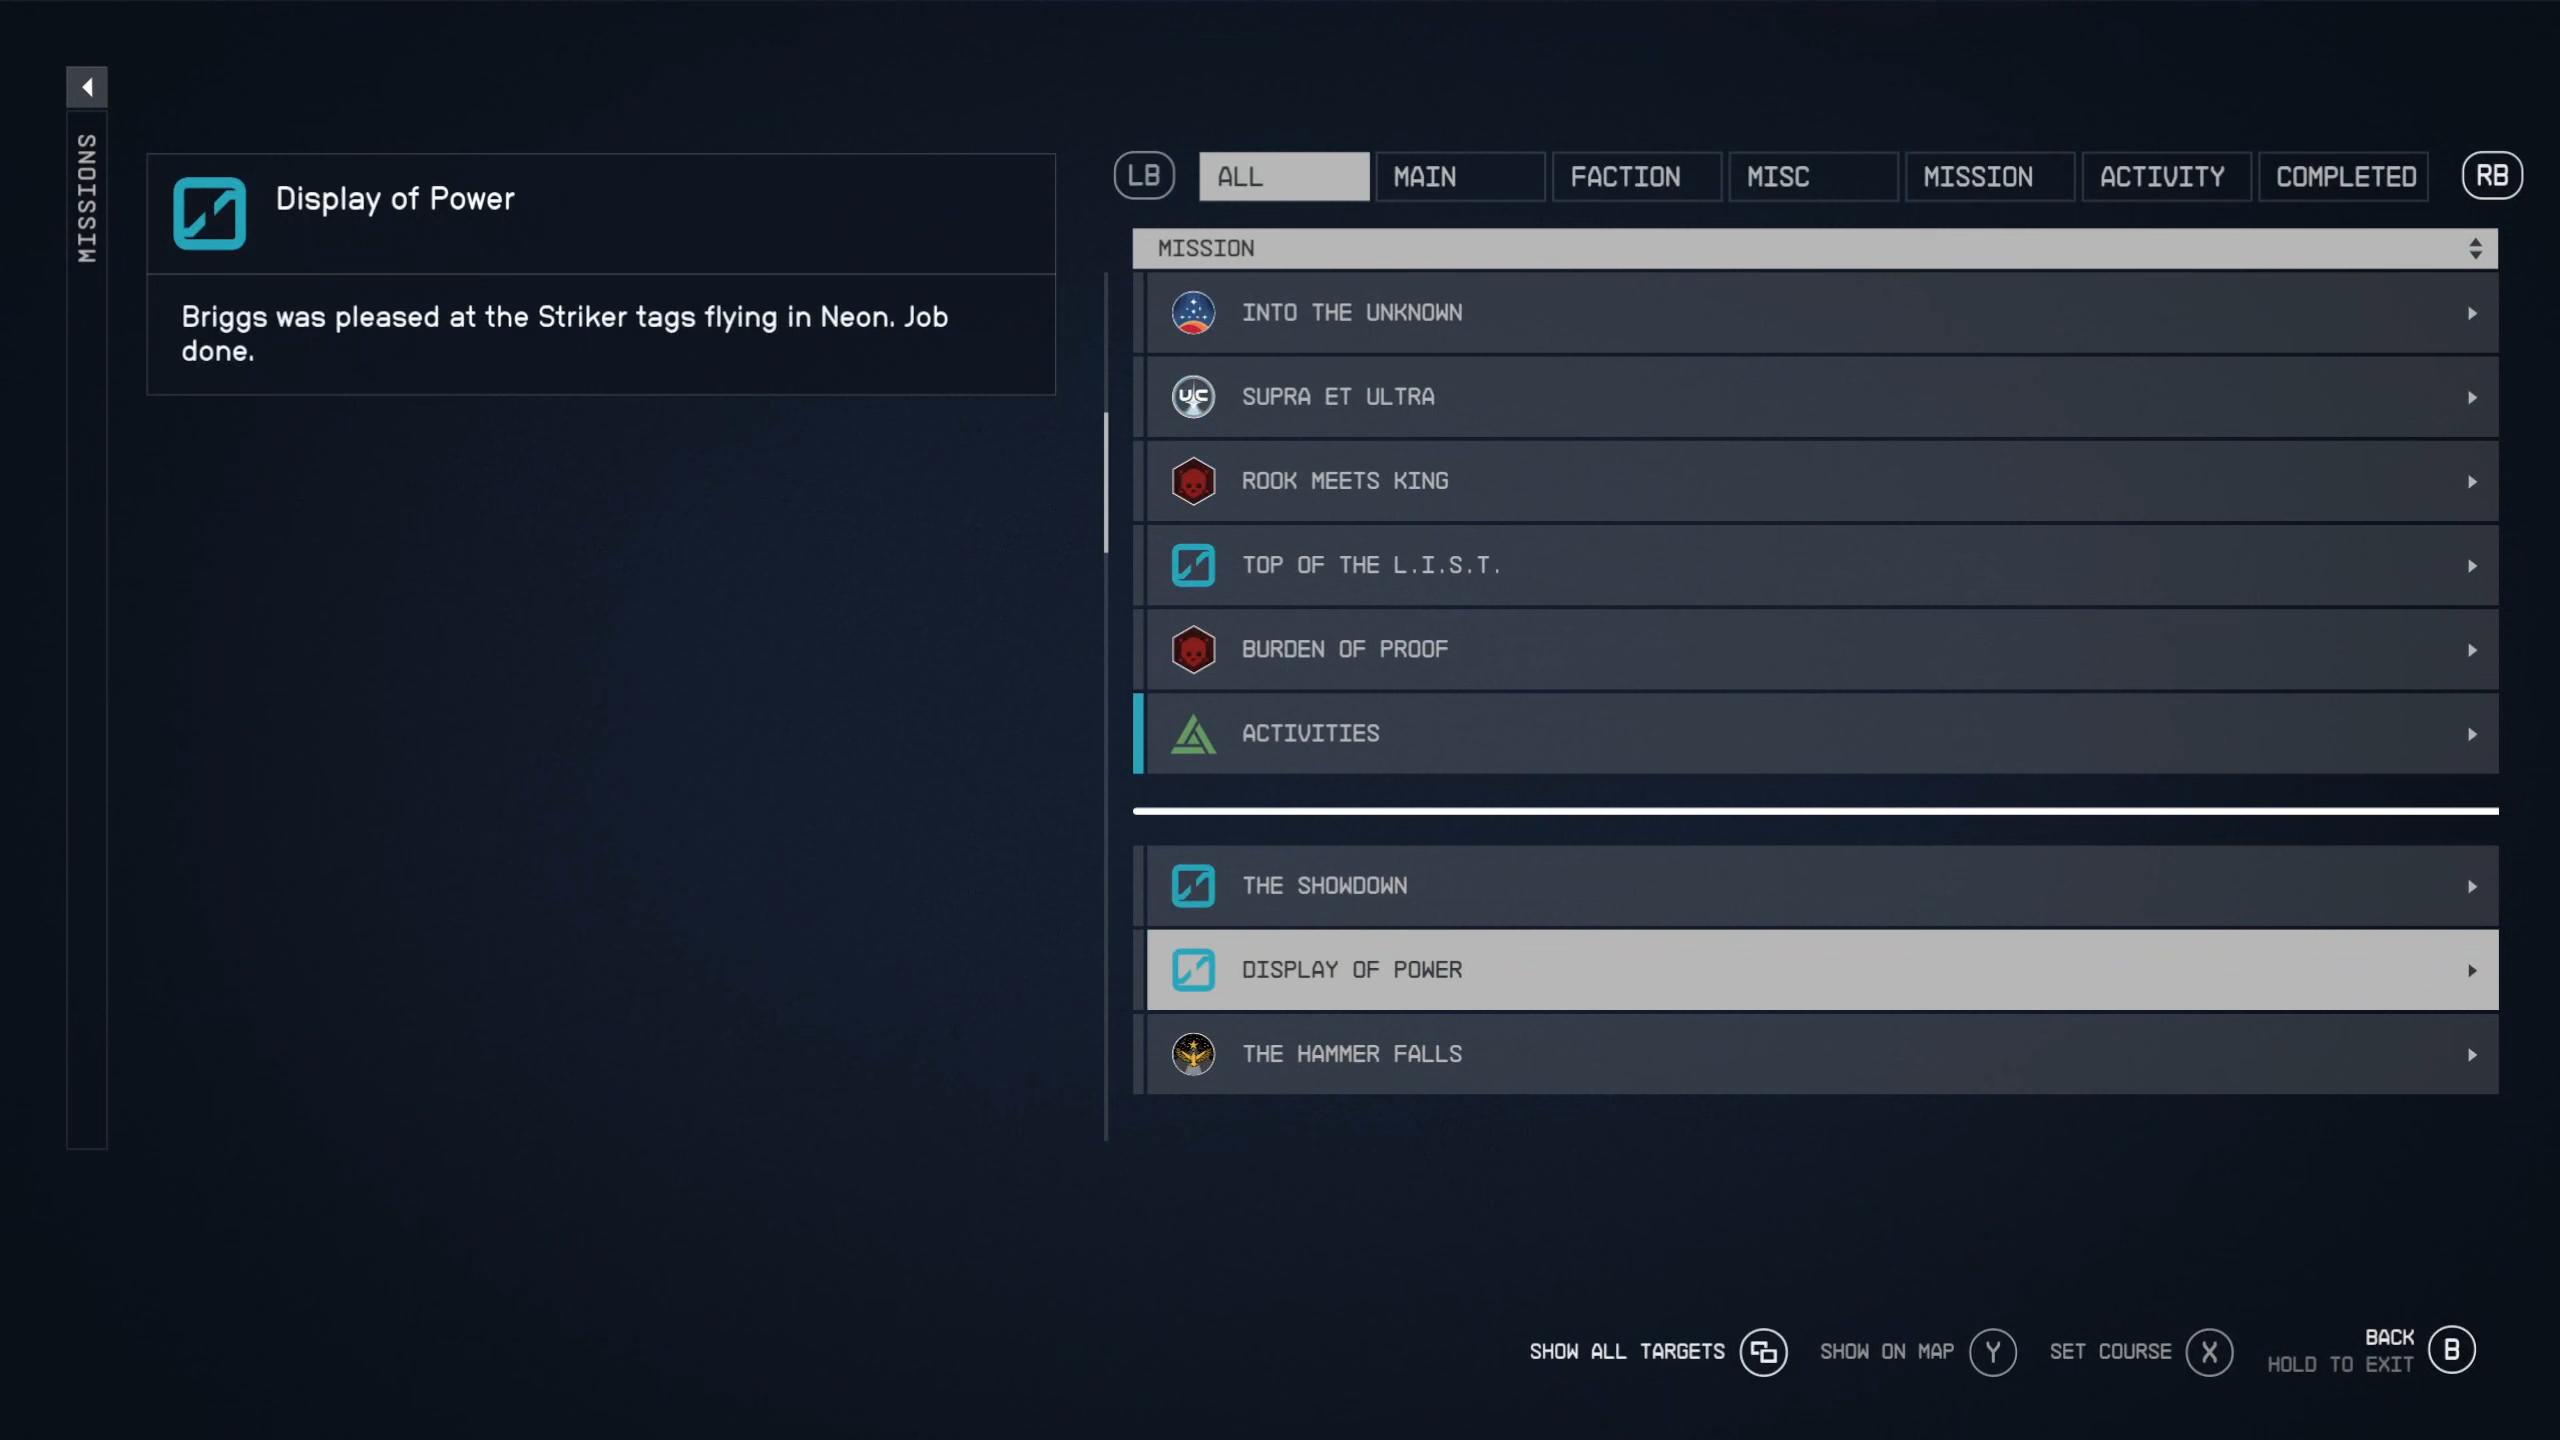 MISSIONS
Display of Power
Briggs was pleased at the Striker tags flying in Neon. Job
done.
LB ALL MAIN FACTION MISC MISSION ACTIVITY COMPLETED RB
MISSION
INTO THE UNKNOWN
UC SUPRA ET ULTRA
ROOK MEETS KING
TOP OF THE L.I.S.T.
BURDEN OF PROOF
ACTIVITIES
THE SHOWDOWN
DISPLAY OF POWER
THE HAMMER FALLS
SHOW ALL TARGETS SHOW ON MAP Y SET COURSE X BACK B
HOLD TO EXIT